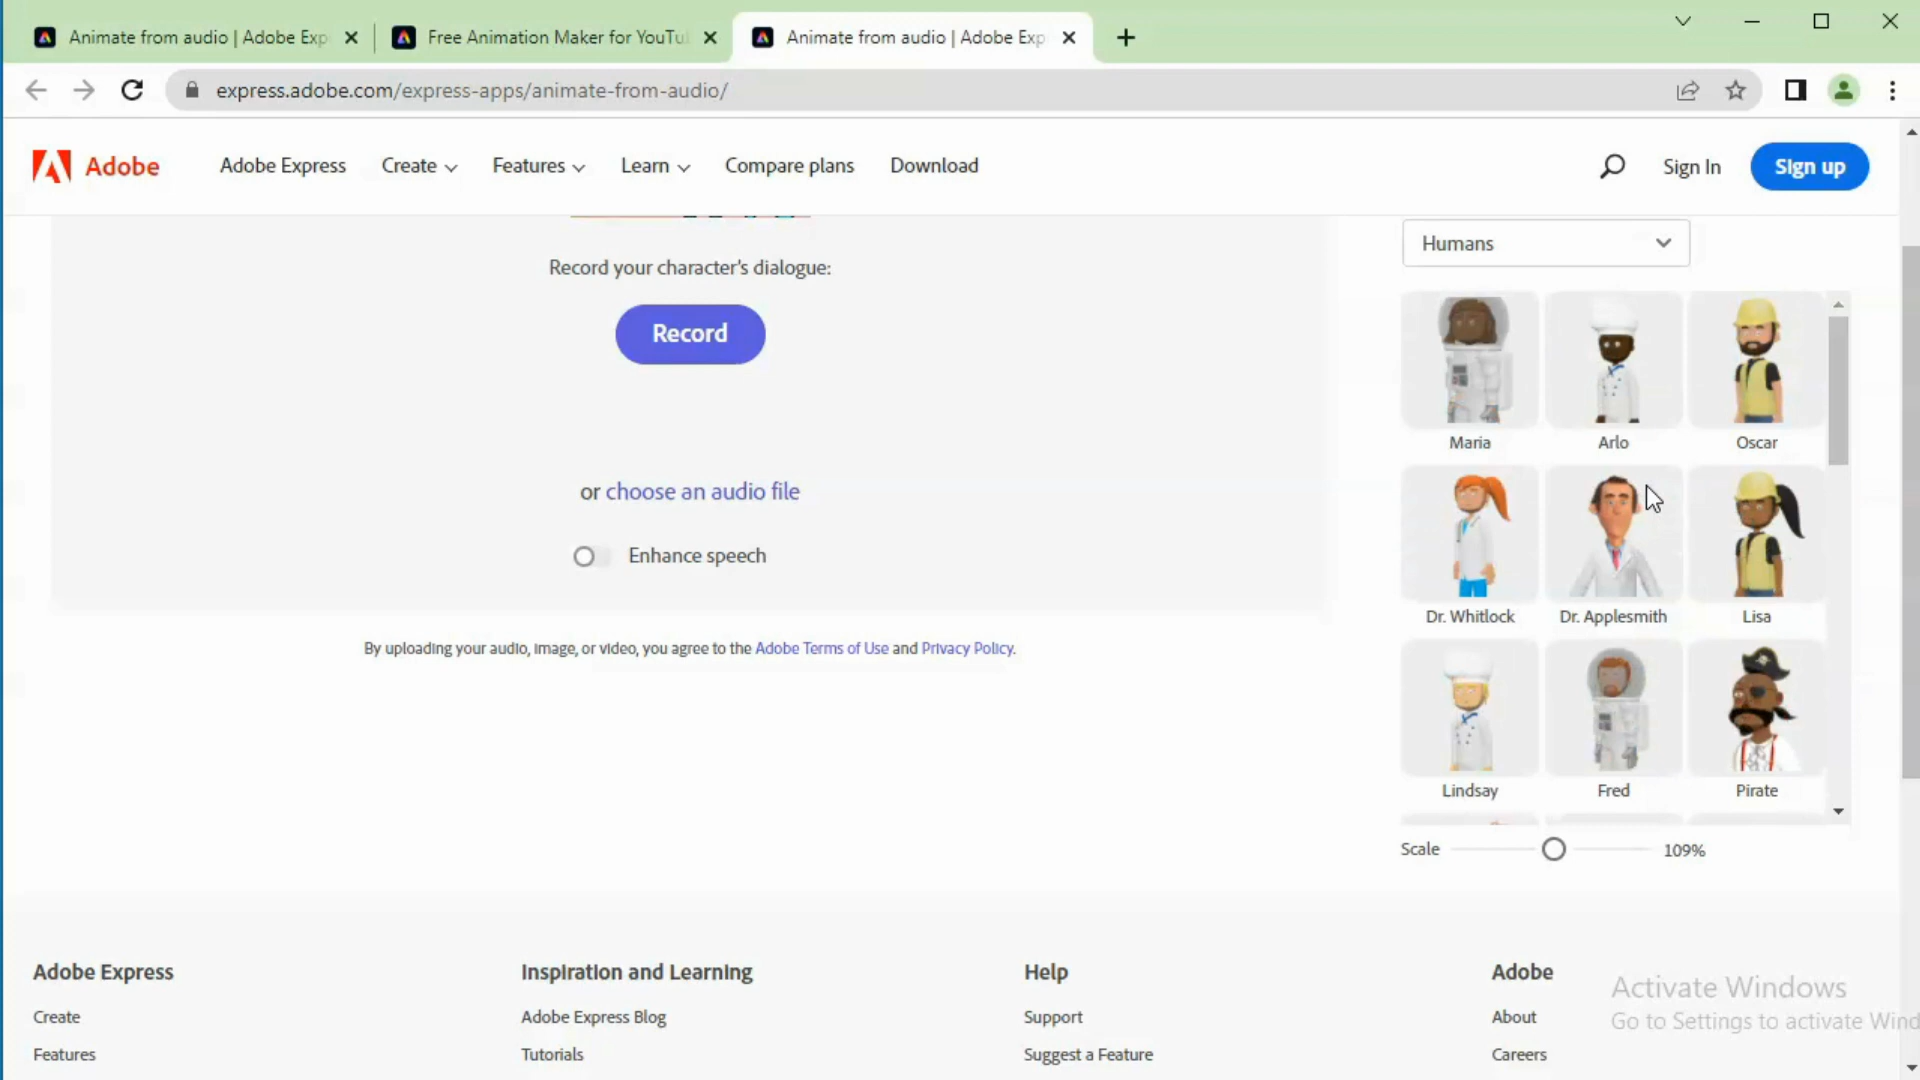 Animate from audio | Adobe Exp
Free Animation Maker for YouTu
Animate from audio | Adobe Exp
express.adobe.com/express-apps/animate-from-audio/
Adobe
Adobe Express
Create
Features
Learn
Compare plans
Download
Sign In
Sign up
Record your character's dialogue:
Record
or choose an audio file
Enhance speech
By uploading your audio, image, or video, you agree to the Adobe Terms of Use and Privacy Policy.
Humans
Maria
Arlo
Oscar
Dr. Whitlock
Dr. Applesmith
Lisa
Lindsay
Fred
Pirate
Scale
109%
Adobe Express
Create
Features
Inspiration and Learning
Adobe Express Blog
Tutorials
Help
Support
Suggest a Feature
Adobe
About
Careers
Activate Windows
Go to Settings to activate Wind